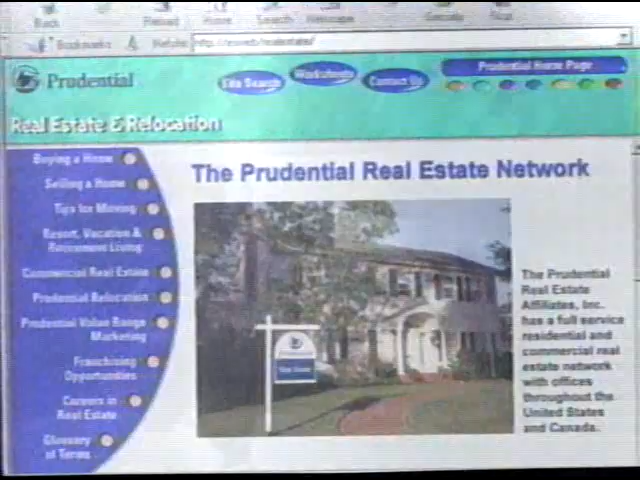 Back
Reload
Home
Search
Netscape
Bookmarks
Netsite:
Prudential
Site Search
Worksheets
Contact Us
Prudential Home Page
Real Estate & Relocation
Buying a Home
Selling a Home
Tips for Moving
Resort, Vacation &
Retirement Living
Commercial Real Estate
Prudential Relocation
Prudential Value Range
Marketing
Franchising
Opportunities
Careers in
Real Estate
Glossary
of Terms
The Prudential Real Estate Network
The Prudential
Real Estate
Affiliates, Inc.
has a full service
residential and
commercial real
estate network
with offices
throughout the
United States
and Canada.